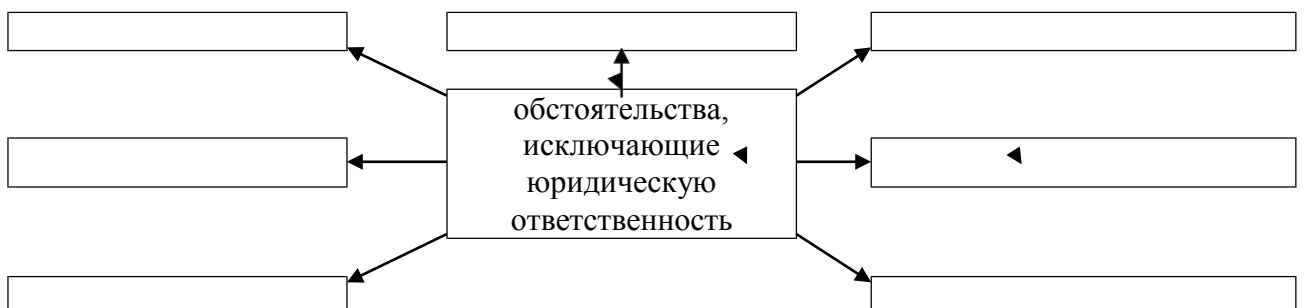 обстоятельства,
исключающие
юридическую
ответственность